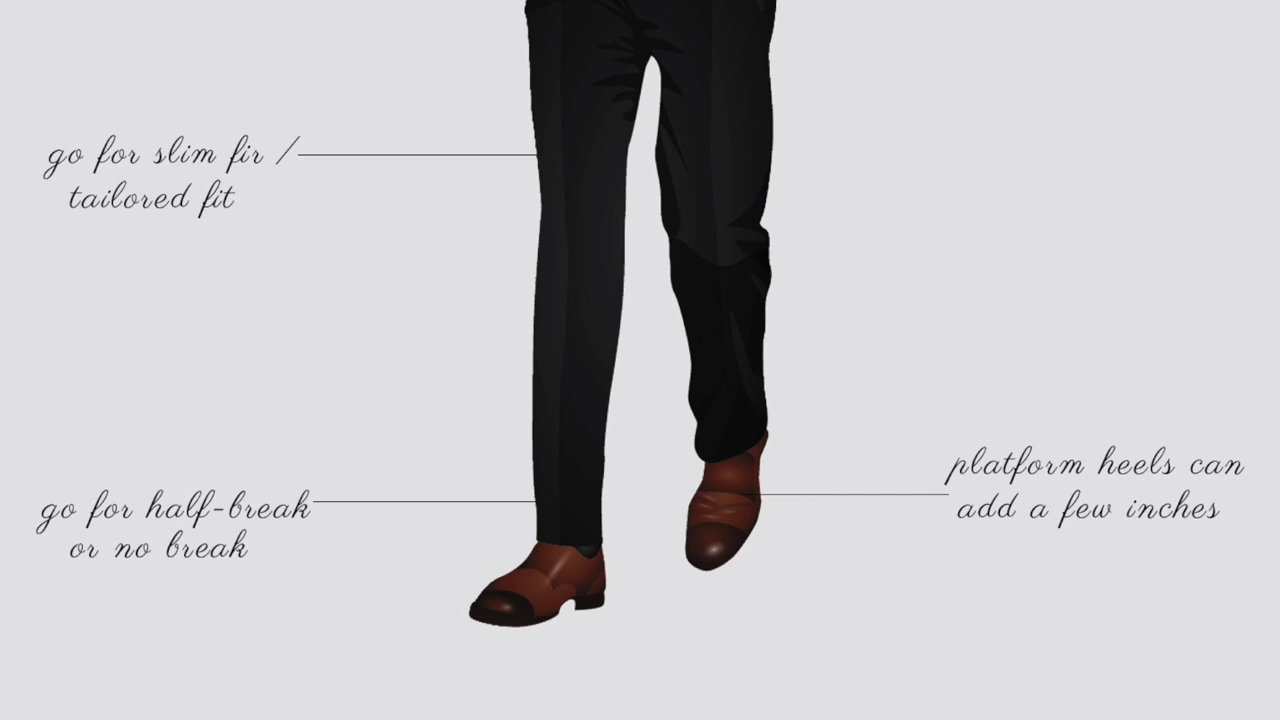 go for slim fir /
tailored fit
go for half-break
or no break
platform heels can
add a few inches